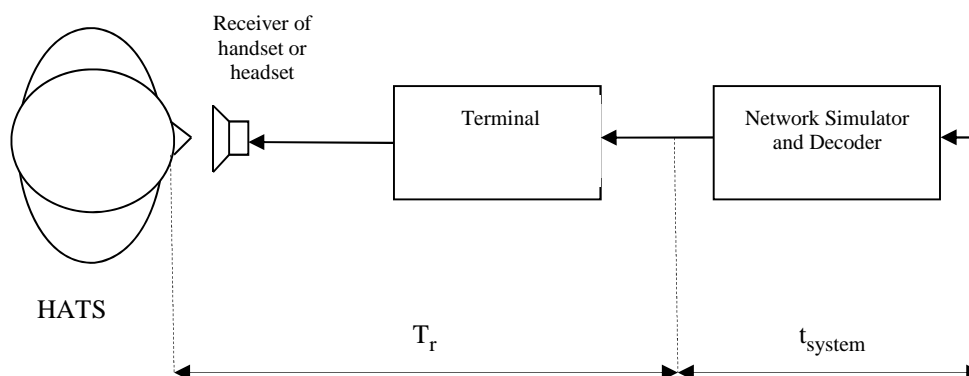 Receiver of
handset or
headset
Terminal
Network Simulator
and Decoder
HATS
Tr
tsystem